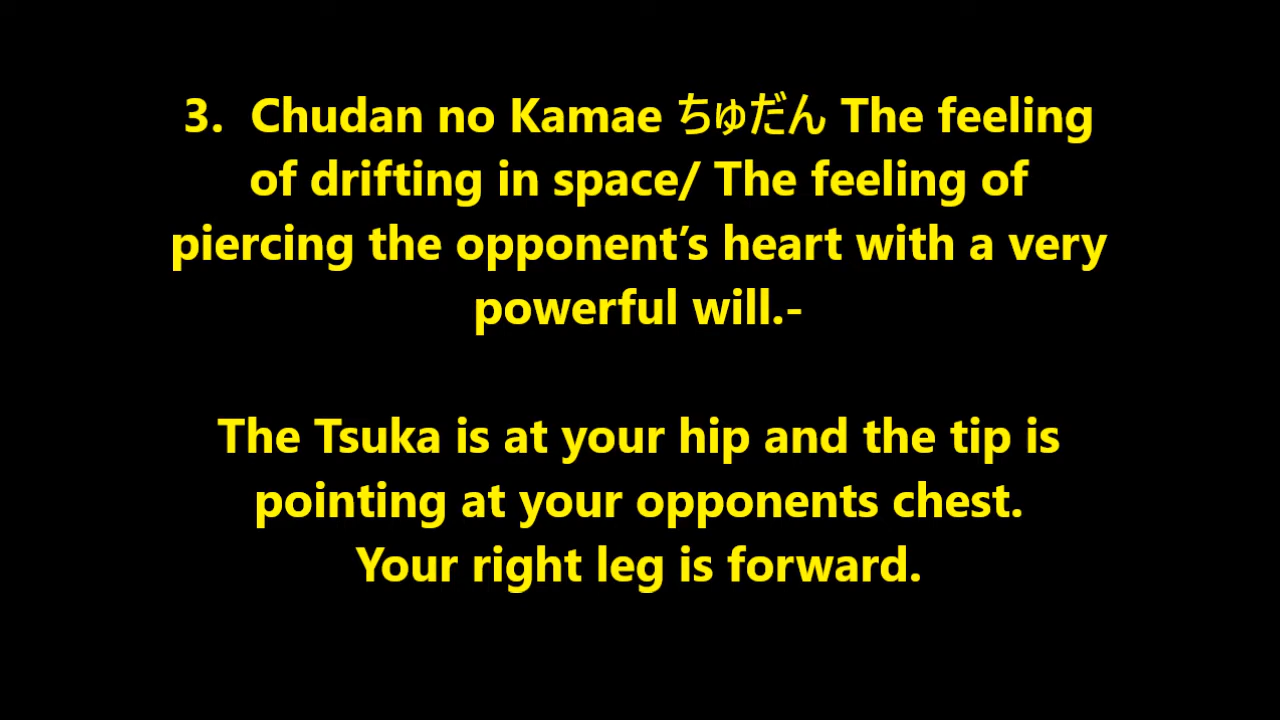 3. Chudan no Kamae ちゅだん The feeling
of drifting in space/ The feeling of
piercing the opponent’s heart with a very
powerful will.-
The Tsuka is at your hip and the tip is
pointing at your opponents chest.
Your right leg is forward.